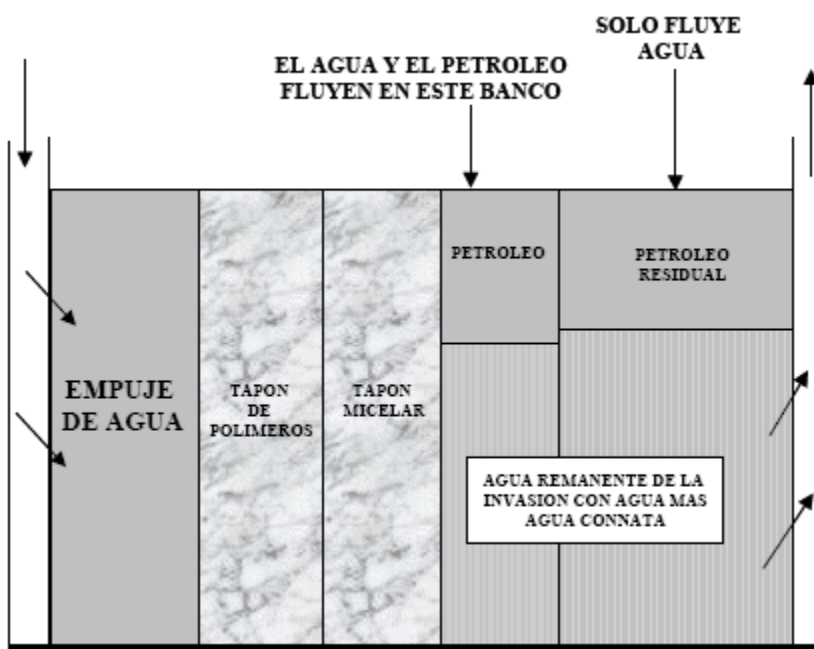 SOLO FLUYE
AGUA
EL AGUA Y EL PETROLEO
FLUYEN EN ESTE BANCO
PETROLEO
PETROLEO
RESIDUAL
EMPUJE
DE AGUA
TAPON
DE
POLIMEROS
TAPON
MICELAR
AGUA REMANENTE DE LA
INVASION CON AGUA MAS
AGUA CONNATA